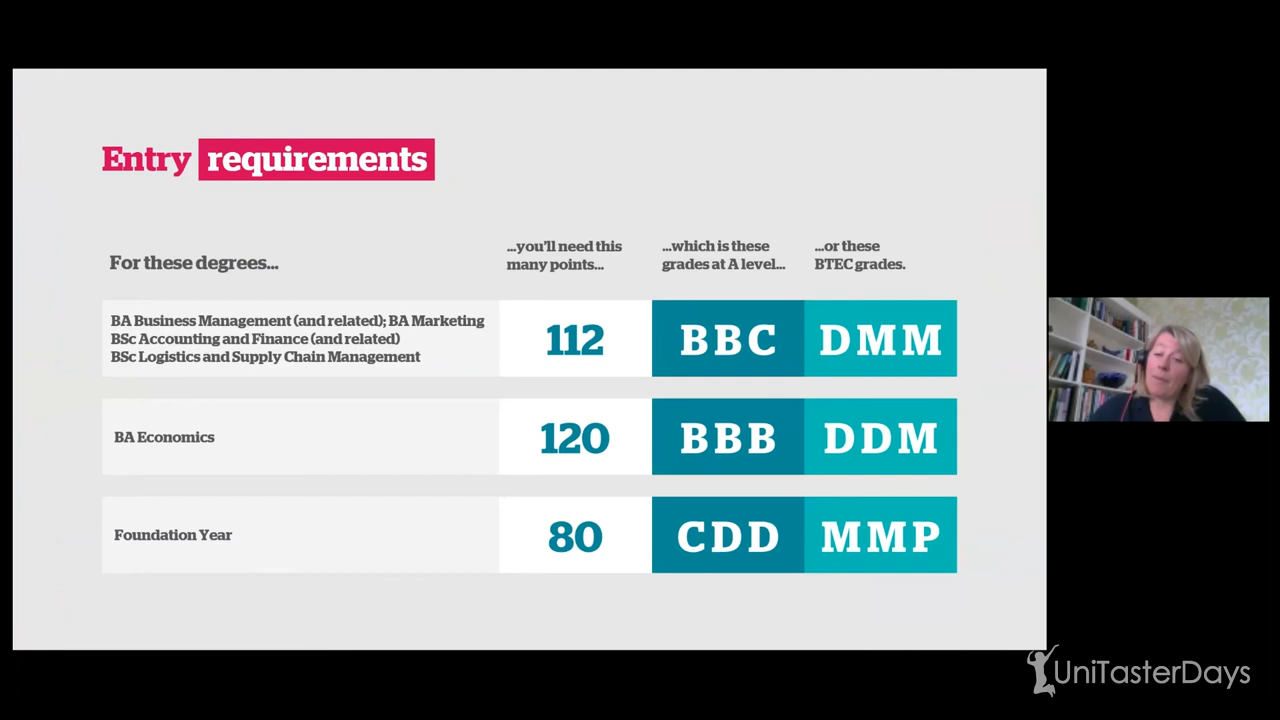 Entry requirements
For these degrees...
...you'll need this
many points...
...which is these
grades at A level...
...or these
BTEC grades.
BA Business Management (and related); BA Marketing
BSc Accounting and Finance (and related)
BSc Logistics and Supply Chain Management
112
BBC
DMM
BA Economics
120
BBB
DDM
Foundation Year
80
CDD
MMP
UniTasterDays